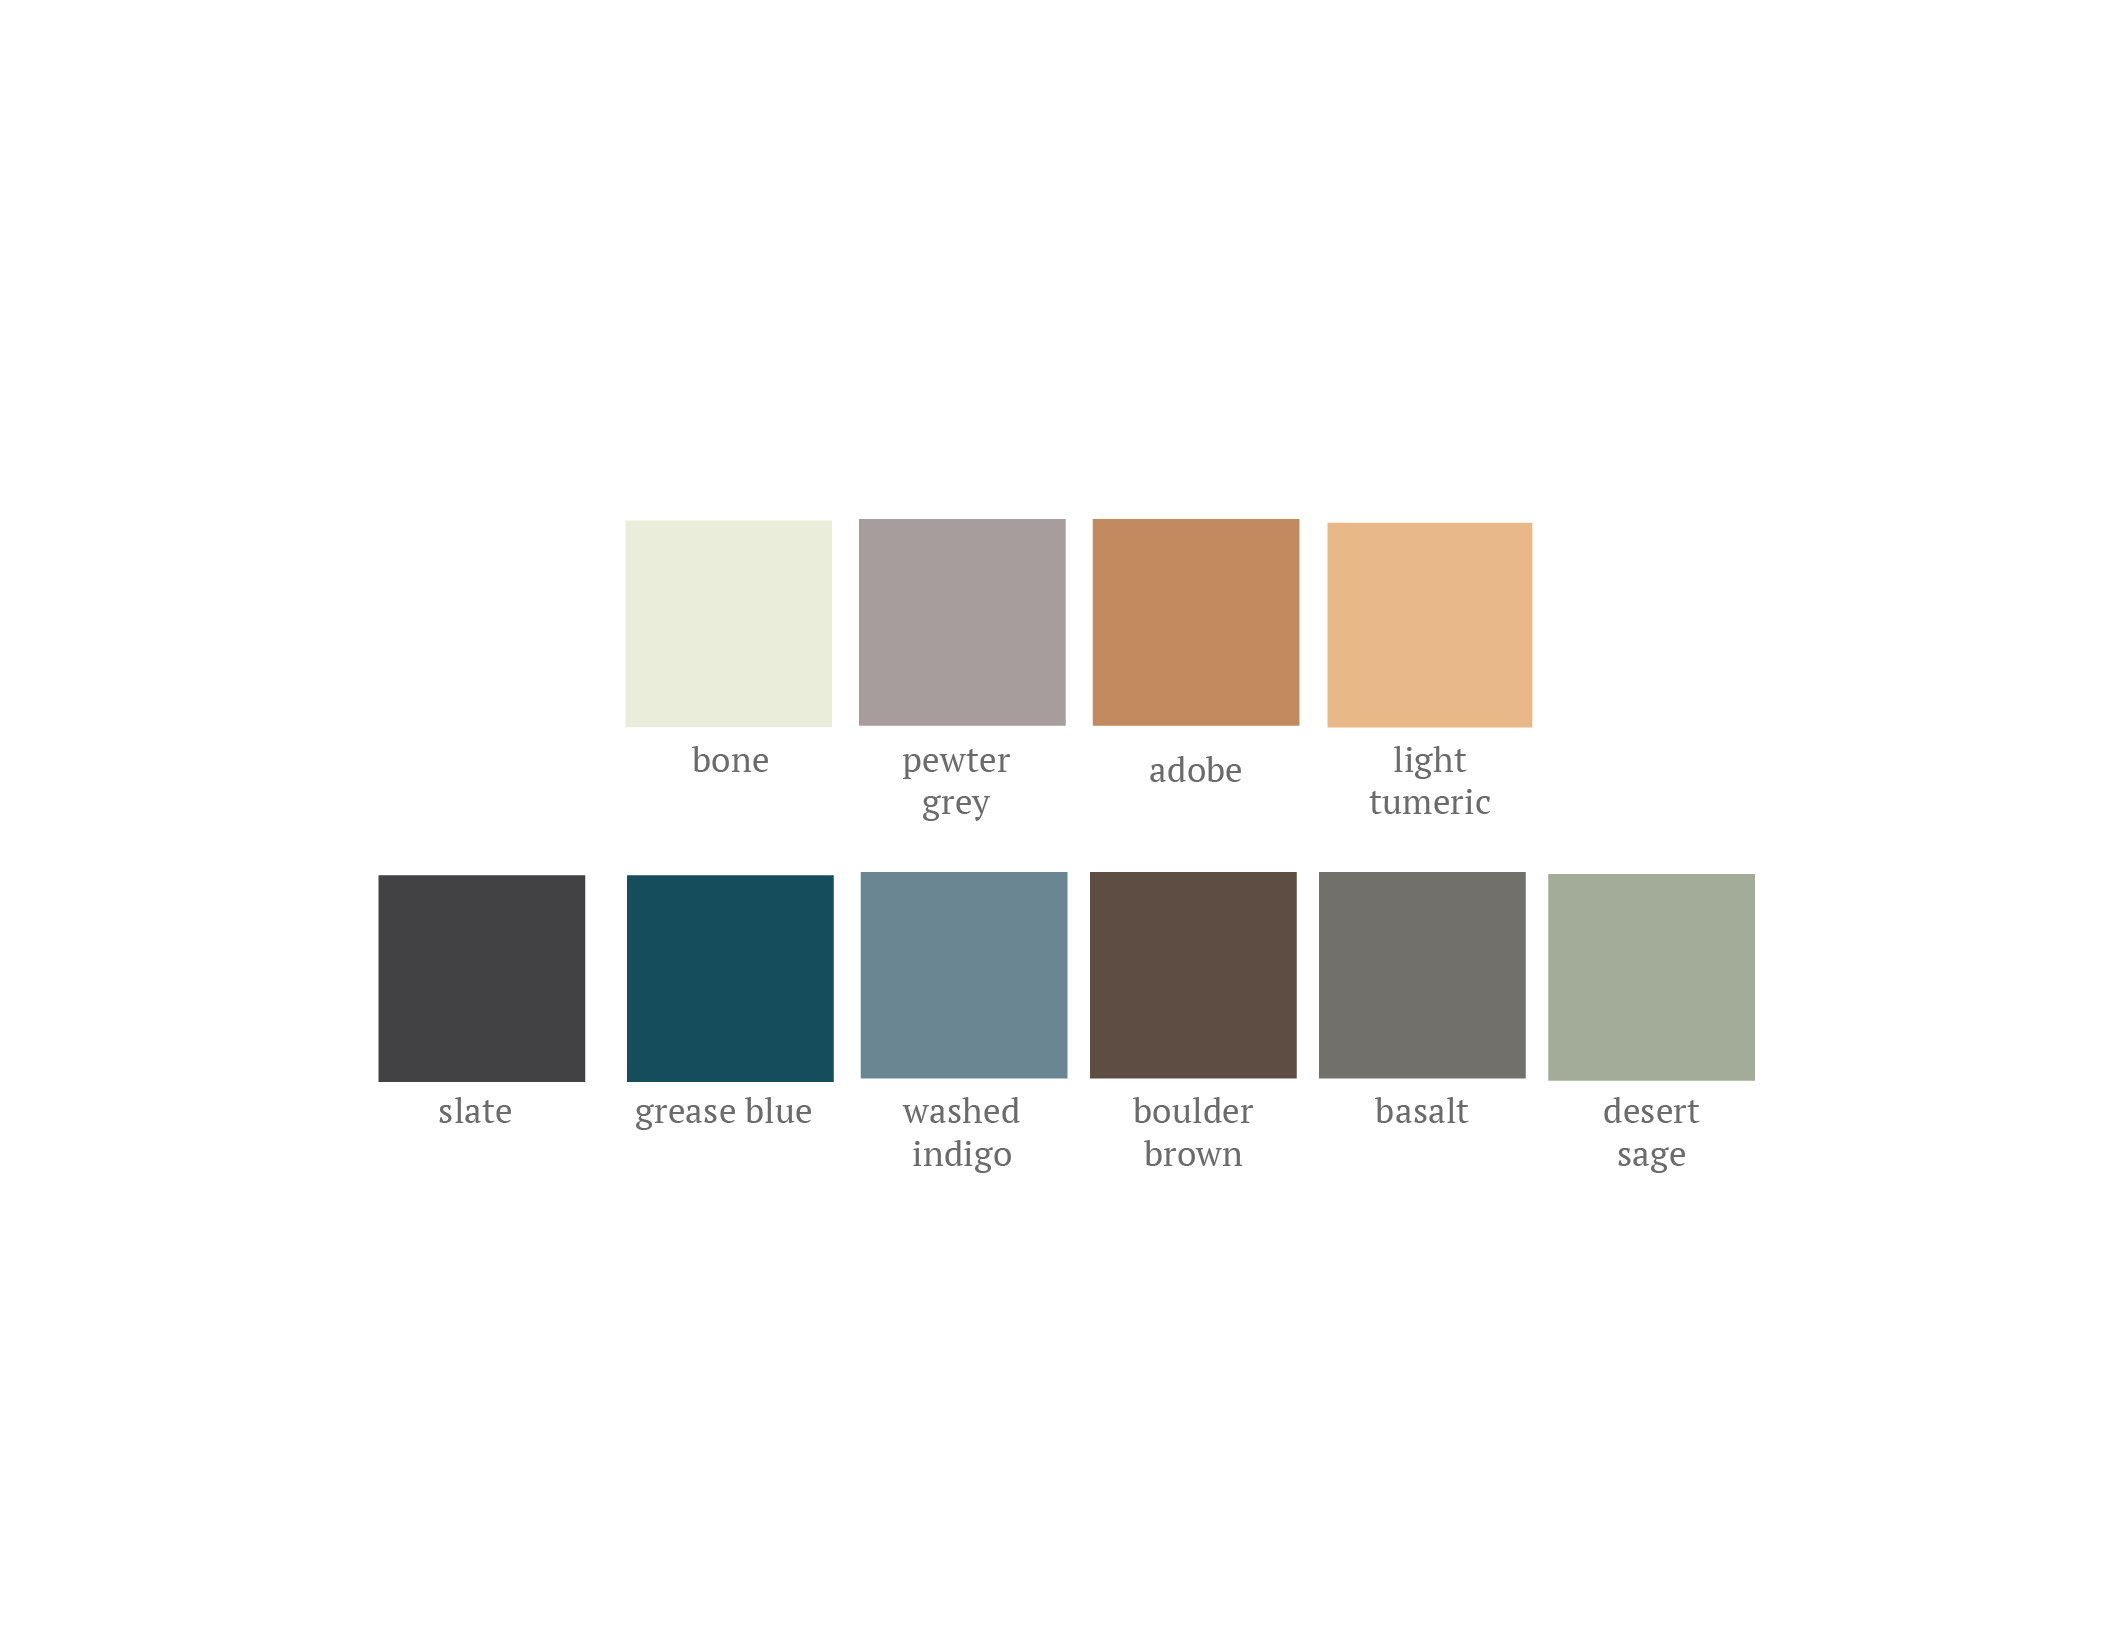 bone
pewter
grey
adobe
light
tumeric
slate
grease blue
washed
indigo
boulder
brown
basalt
desert
sage